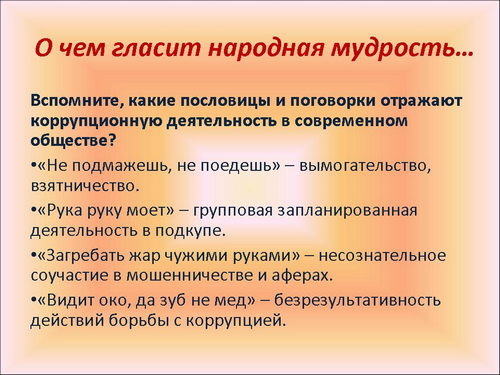 О чем гласит народная мудрость...
Вспомните, какие пословицы и поговорки отражают
коррупционную деятельность в современном
обществе?
•«Не подмажешь, не поедешь» – вымогательство,
взятничество.
•«Рука руку моет» – групповая запланированная
деятельность в подкупе.
•«Загребать жар чужими руками» – несознательное
соучастие в мошенничестве и аферах.
•«Видит око, да зуб не мед» – безрезультативность
действий борьбы с коррупцией.